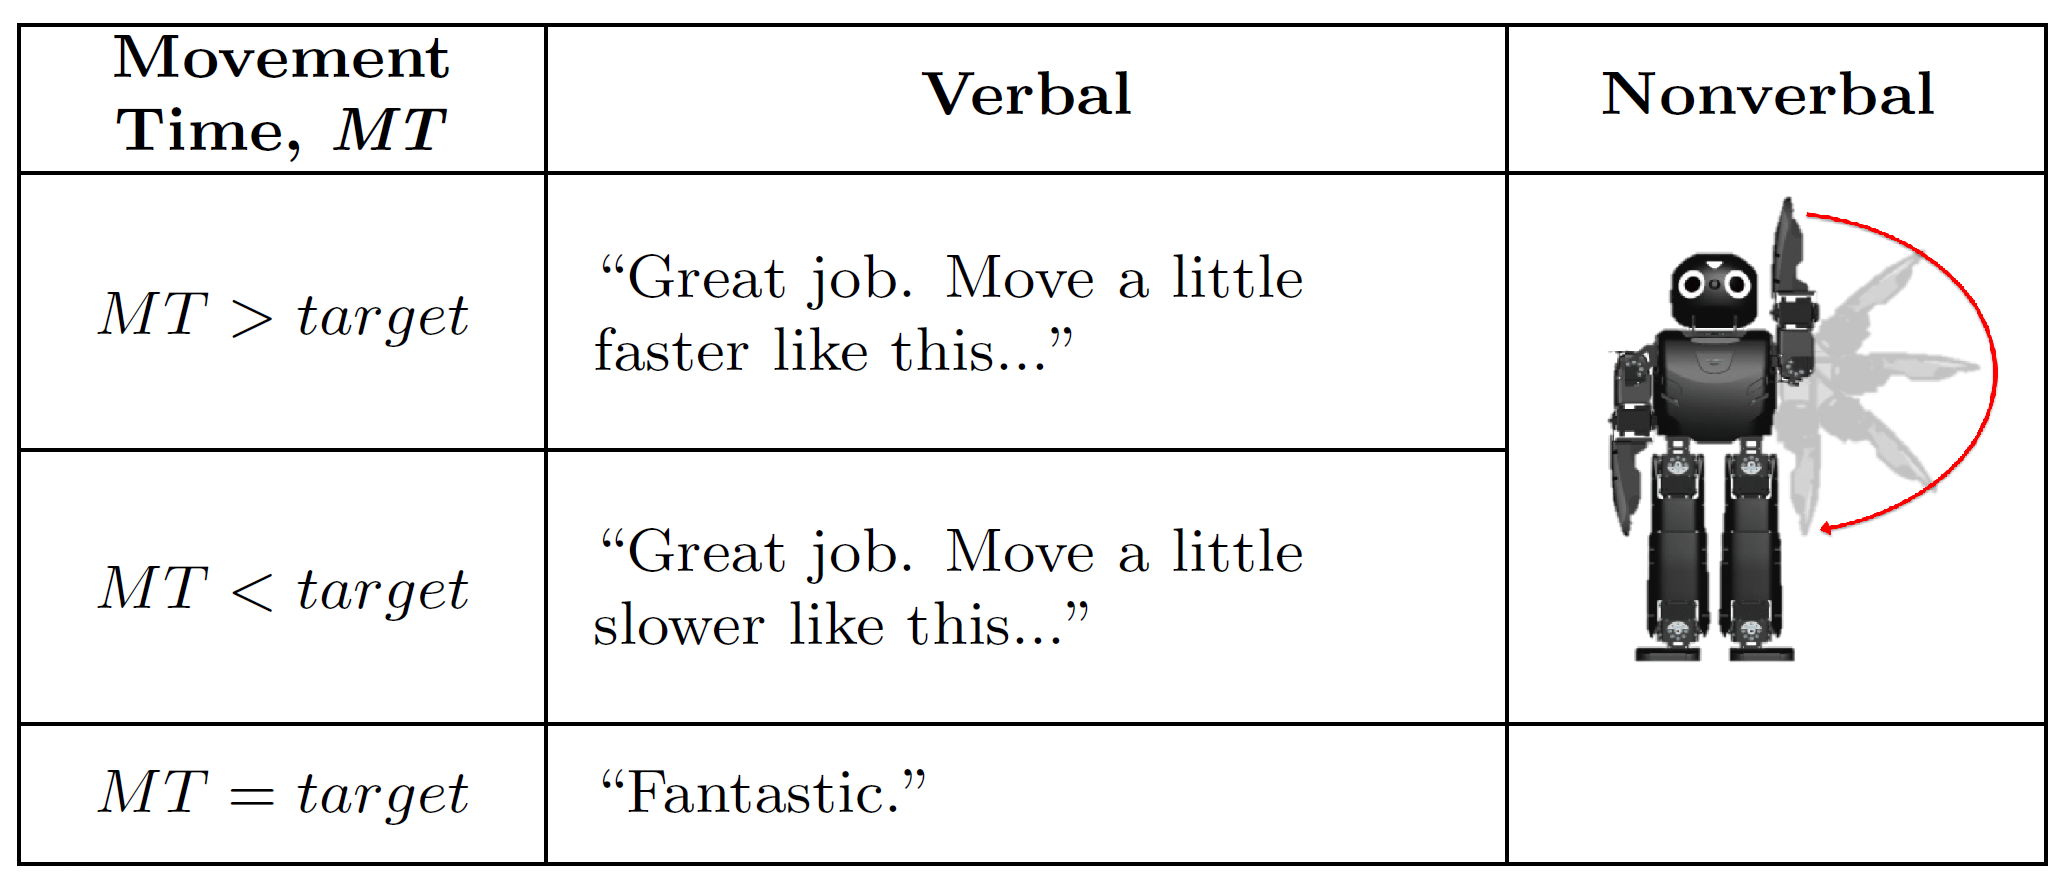 Movement
Time, MT
Verbal
Nonverbal
MT > target
“Great job. Move a little
faster like this...”
MT < target
“Great job. Move a little
slower like this...”
MT = target
“Fantastic.”